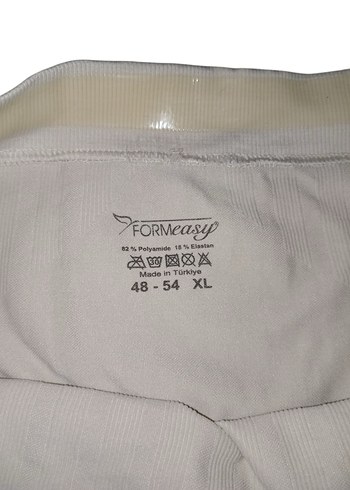 FORMeasy
82 % Polyamide 18 % Elastan
Made in Türkiye
48 - 54 XL